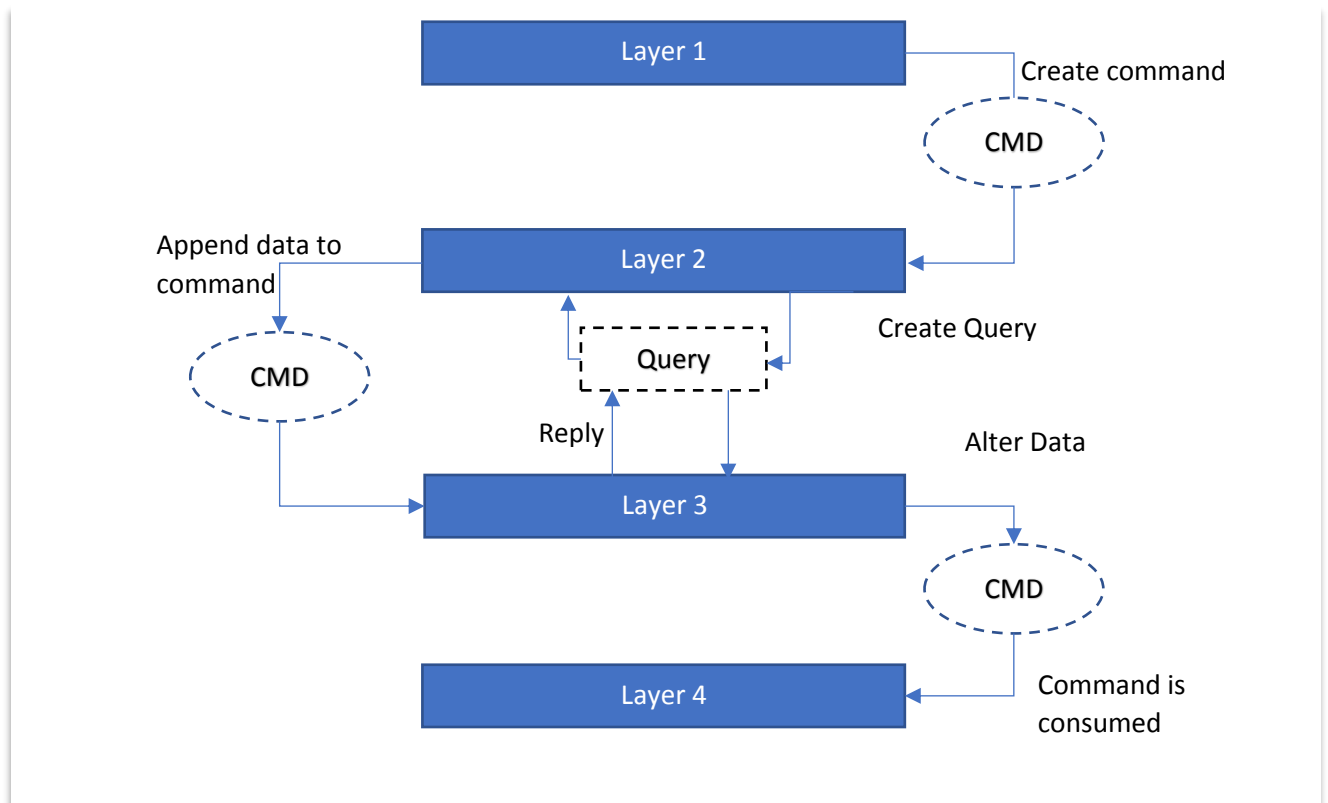 Layer 1
Create command
CMD
Append data to
command
Layer 2
Create Query
Query
CMD
Reply
Alter Data
Layer 3
CMD
Layer 4
Command is
consumed